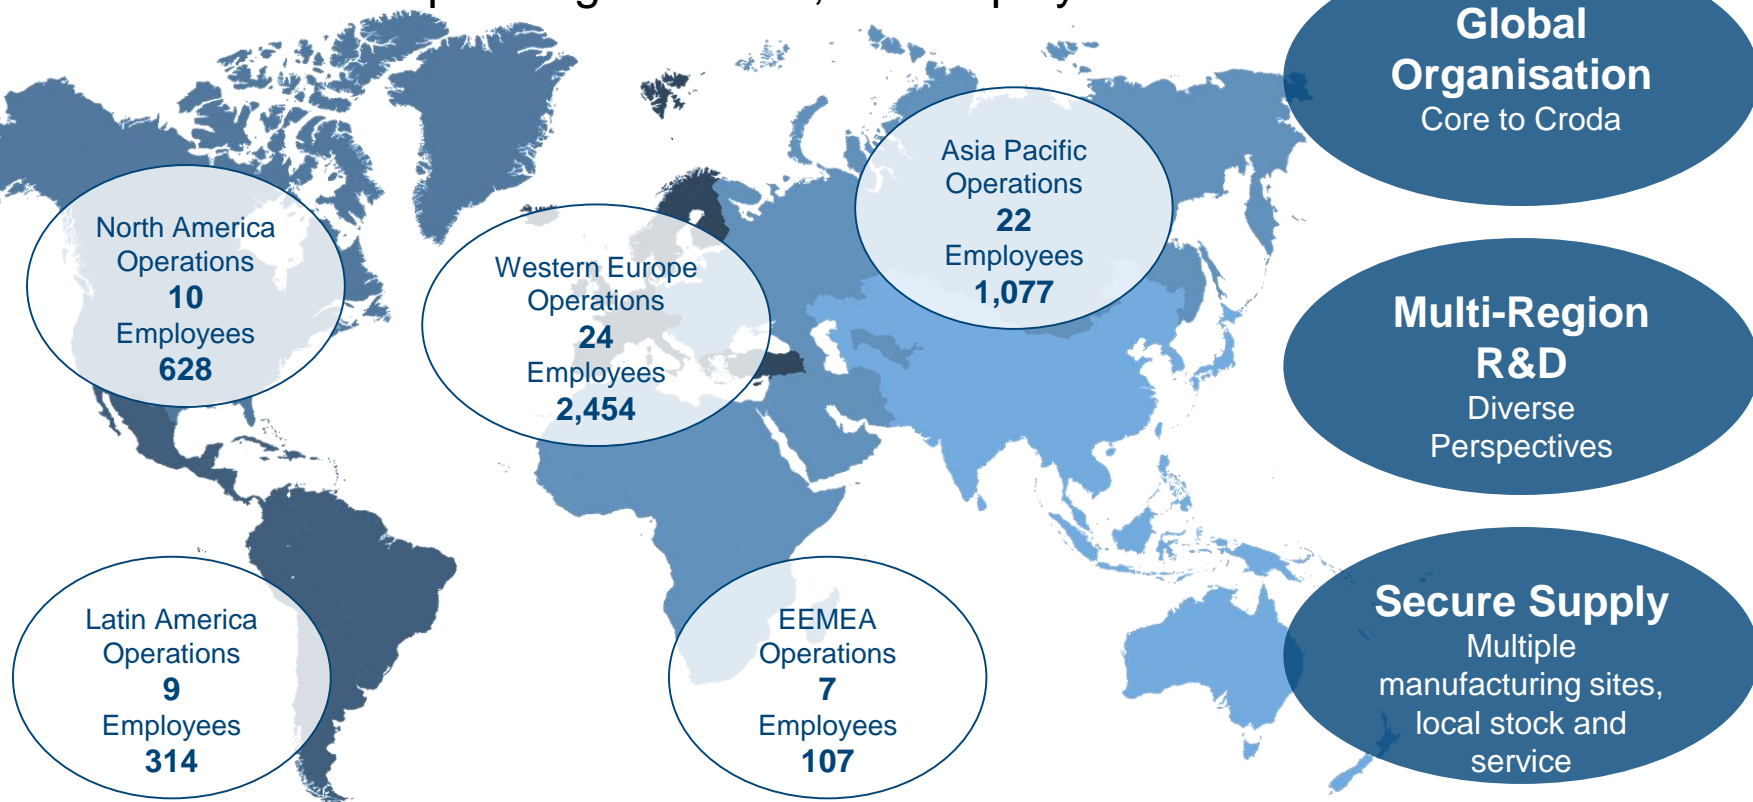 Global
Organisation
Core to Croda
Asia Pacific
Operations
22
Employees
1,077
North America
Operations
10
Employees
628
Western Europe
Operations
24
Employees
2,454
Multi-Region
R&D
Diverse
Perspectives
Latin America
Operations
9
Employees
314
EEMEA
Operations
7
Employees
107
Secure Supply
Multiple
manufacturing sites,
local stock and
service